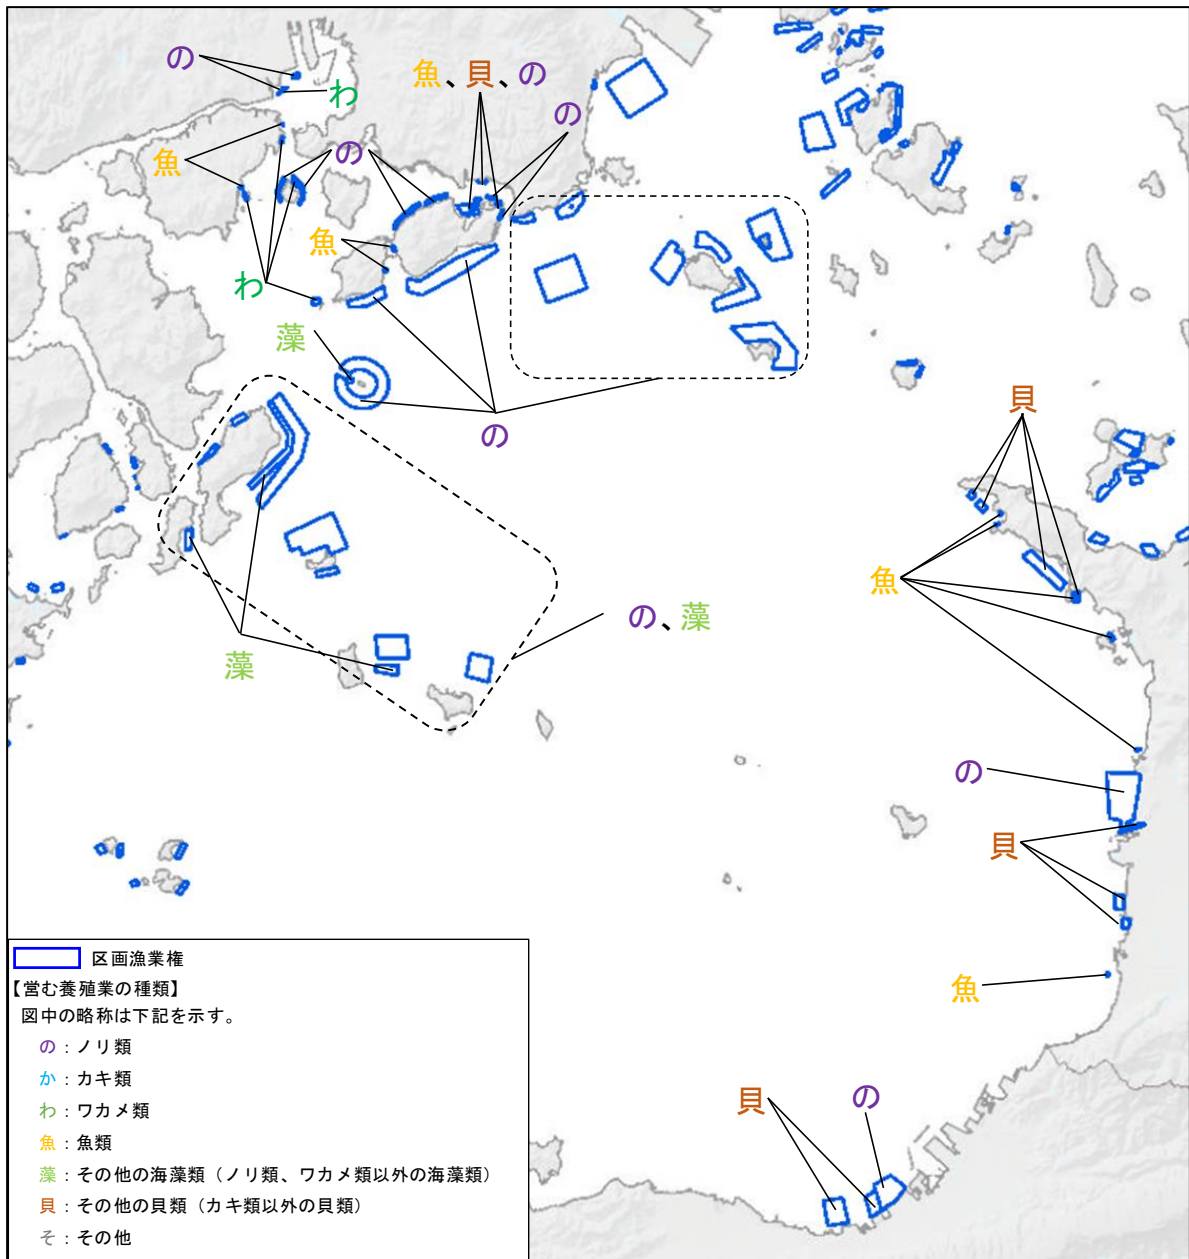 の
わ
魚、貝、の
の
魚
の
魚
わ
藻
の
貝
魚
の、藻
藻
の
貝
魚
貝
の
区画漁業権
【営む養殖業の種類】
図中の略称は下記を示す。
の：ノリ類
か：カキ類
わ：ワカメ類
魚：魚類
藻：その他の海藻類（ノリ類、ワカメ類以外の海藻類）
貝：その他の貝類（カキ類以外の貝類）
そ：その他